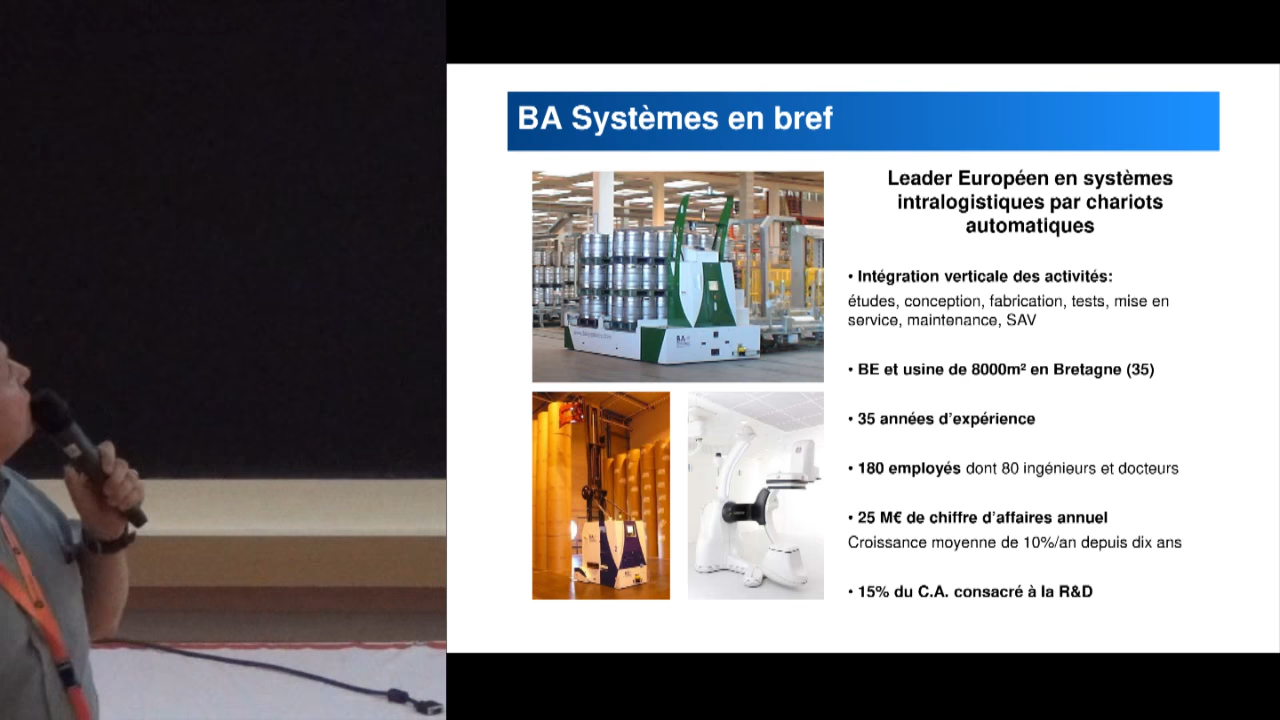 BA Systèmes en bref
Leader Européen en systèmes
intralogistiques par chariots
automatiques
• Intégration verticale des activités:
études, conception, fabrication, tests, mise en
service, maintenance, SAV
• BE et usine de 8000m² en Bretagne (35)
• 35 années d’expérience
• 180 employés dont 80 ingénieurs et docteurs
• 25 M€ de chiffre d’affaires annuel
Croissance moyenne de 10%/an depuis dix ans
• 15% du C.A. consacré à la R&D
BA